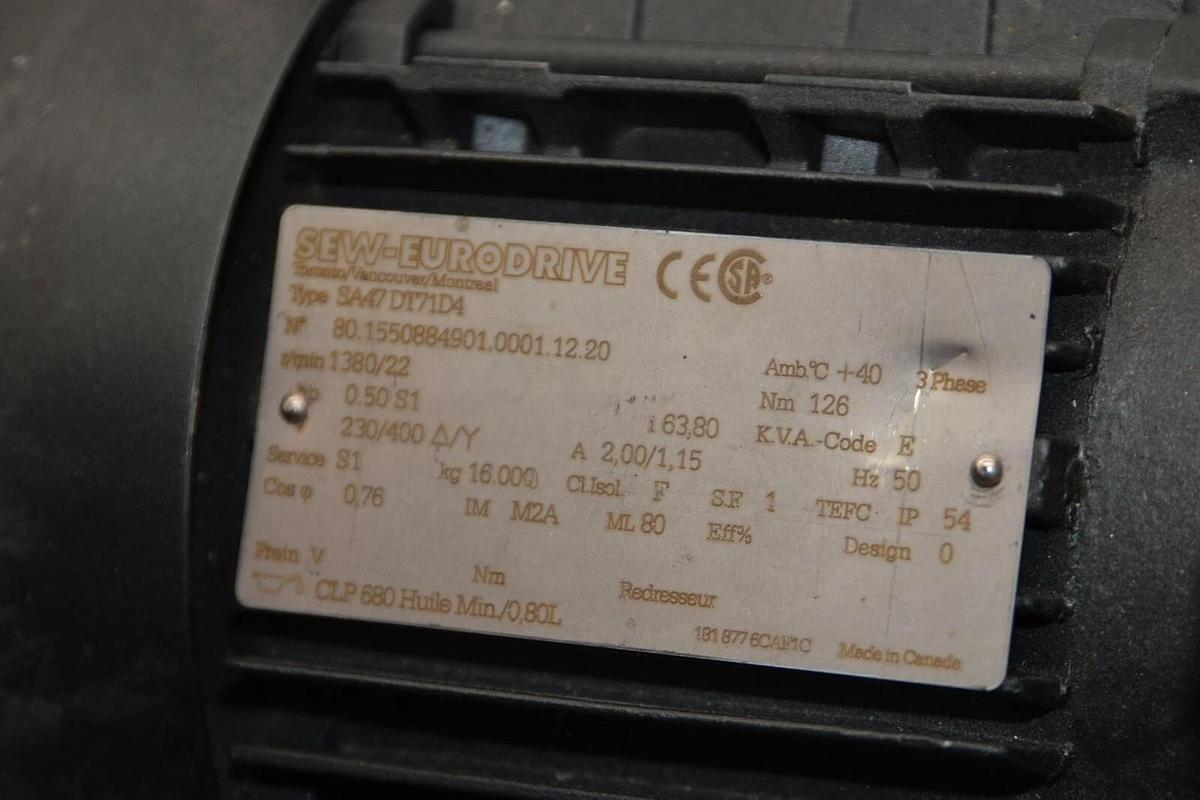 SEW-EURODRIVE CE SA®
Toronto/Vancouver/Montreal
Type SA47 DT71D4
N° 80.1550884901.0001.12.20
r/min 1380/22 Amb.°C +40 3 Phase
0.50 S1 i 63,80 Nm 126
230/400 Δ/Y A 2,00/1,15 K.V.A.-Code E
Service S1 kg 16.000 Cl.Isol. F S.F. 1 Hz 50
Cos φ 0,76 IM M2A ML 80 Eff% TEFC IP 54
Design 0
Frein V Nm Redresseur
CLP 680 Huile Min./0,80L
Made in Canada